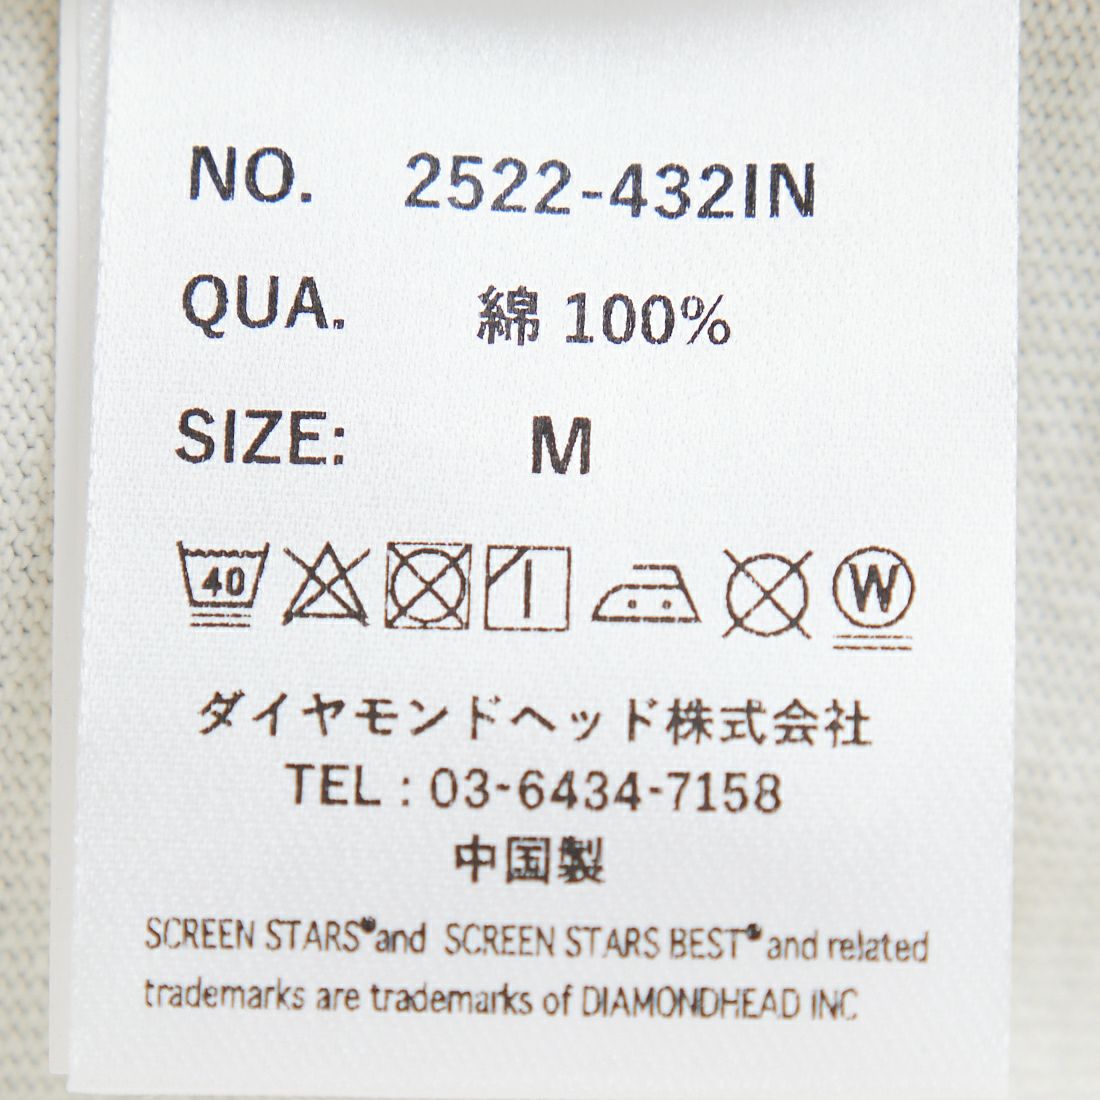 NO. 2522-432IN
QUA. 綿 100%
SIZE: M
40 W
ダイヤモンドヘッド株式会社
TEL : 03-6434-7158
中国製
SCREEN STARS® and SCREEN STARS BEST® and related
trademarks are trademarks of DIAMONDHEAD INC